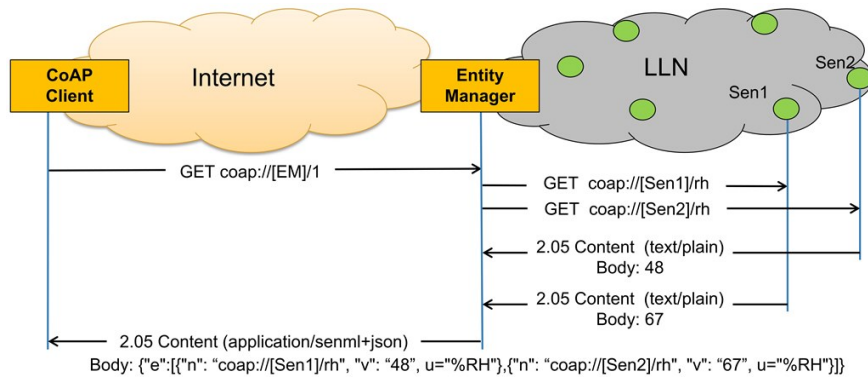 CoAP
Client
Internet
Entity
Manager
LLN
Sen2
Sen1
GET coap://[EM]/1
GET  coap://[Sen1]/rh
GET  coap://[Sen2]/rh
2.05 Content  (text/plain)
Body: 48
2.05 Content  (text/plain)
Body: 67
2.05 Content (application/senml+json)
Body: {"e":[{"n": “coap://[Sen1]/rh", "v": “48”, u="%RH"},{"n": “coap://[Sen2]/rh", "v": “67”, u="%RH"}]}